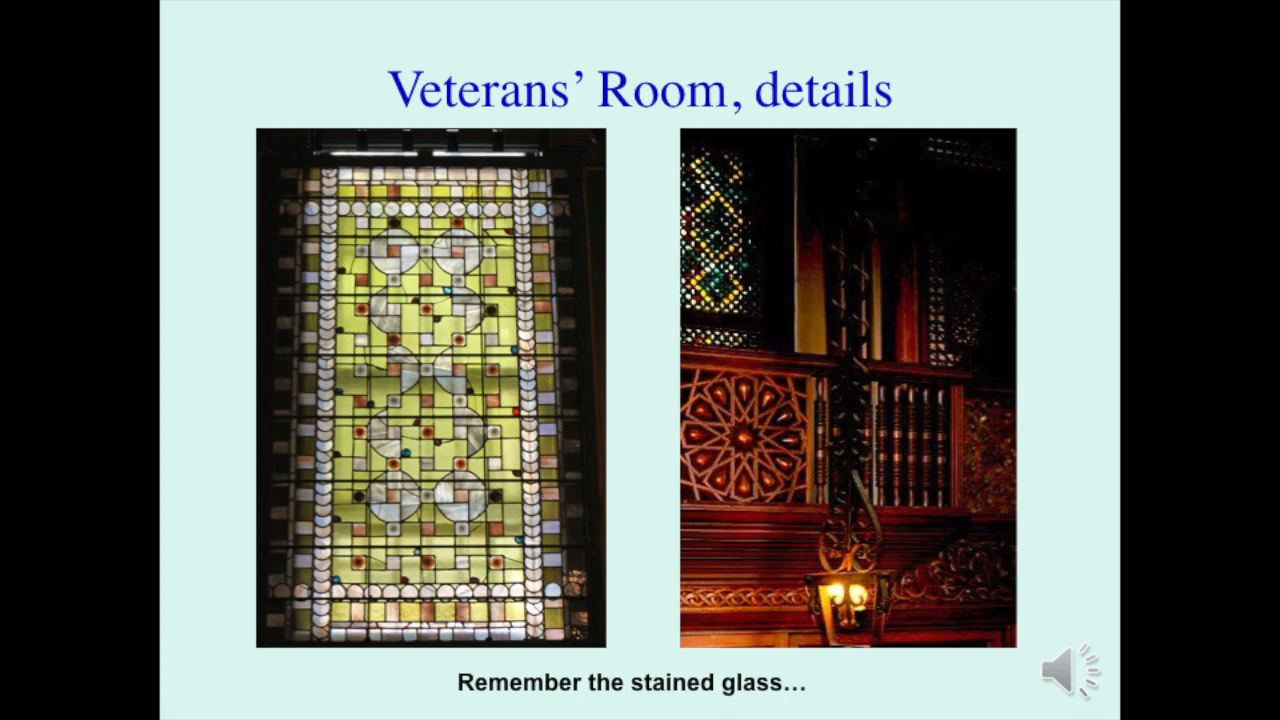 Veterans’ Room, details
Remember the stained glass…